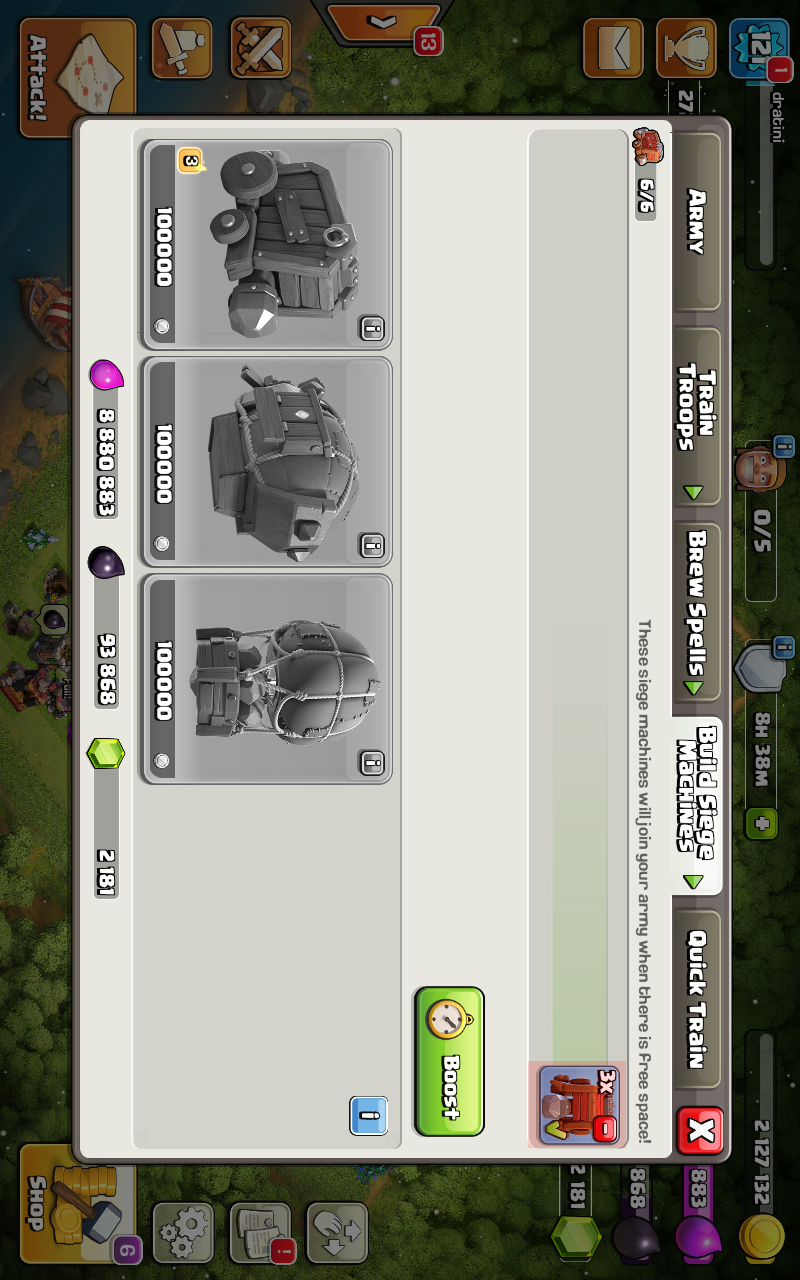 121
1
dratini
27
13
Attack!
0/5
8H 38M
2 127 132
883
868
2 181
Army
Train
Troops
Brew Spells
Build Siege
Machines
Quick Train
X
6/6
These siege machines will join your army when there is free space!
3x
Boost
i
3
100000
i
100000
i
100000
i
8 880 883
93 868
2 181
Shop
6